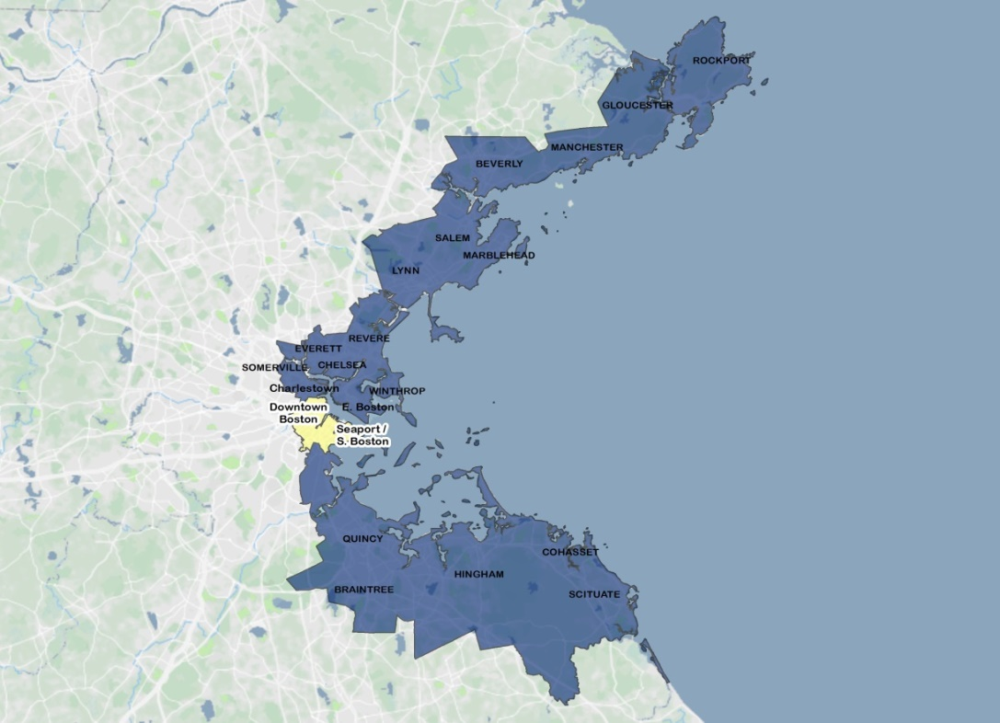 ROCKPORT
GLOUCESTER
MANCHESTER
BEVERLY
SALEM
MARBLEHEAD
LYNN
REVERE
EVERETT
CHELSEA
SOMERVILLE
Charlestown
WINTHROP
Downtown
Boston
E. Boston
Seaport /
S. Boston
QUINCY
COHASSET
HINGHAM
BRAINTREE
SCITUATE